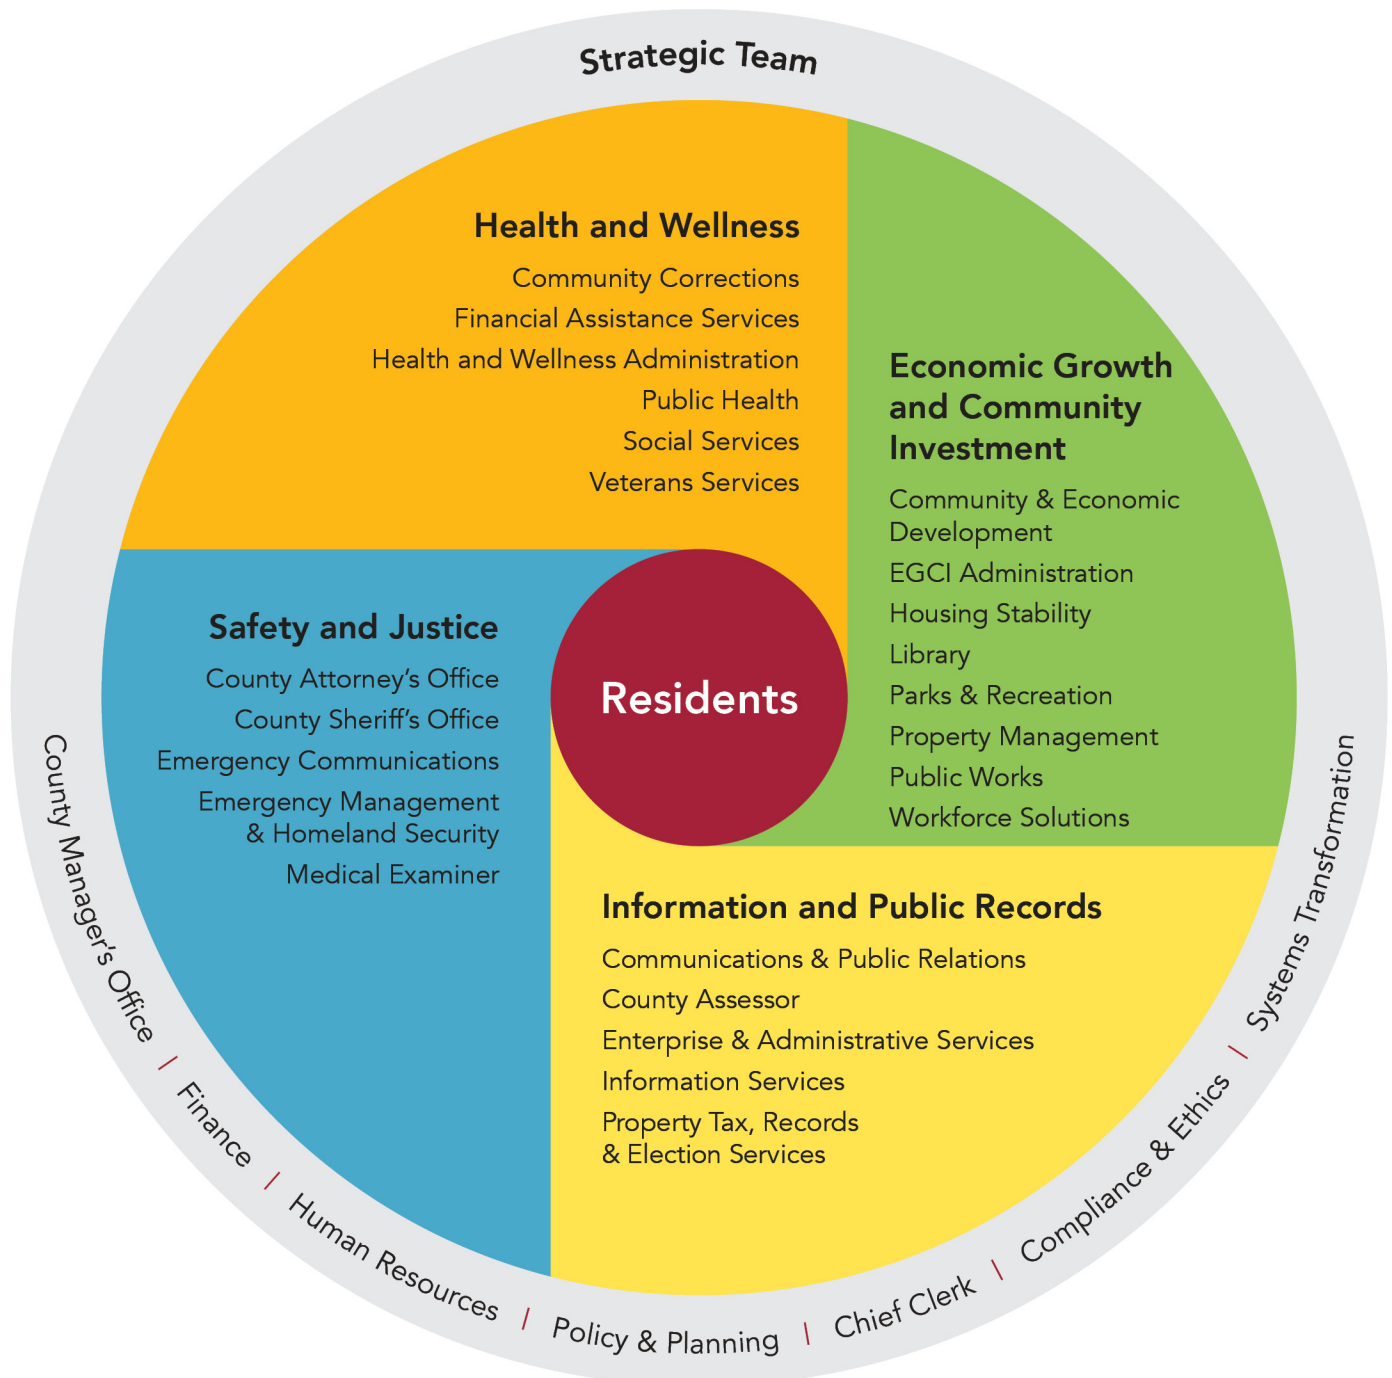 Strategic Team
Health and Wellness
Community Corrections
Financial Assistance Services
Health and Wellness Administration
Public Health
Social Services
Veterans Services
Economic Growth
and Community
Investment
Community & Economic
Development
EGCI Administration
Housing Stability
Library
Parks & Recreation
Property Management
Public Works
Workforce Solutions
Safety and Justice
County Attorney’s Office
County Sheriff’s Office
Emergency Communications
Emergency Management
& Homeland Security
Medical Examiner
Residents
Information and Public Records
Communications & Public Relations
County Assessor
Enterprise & Administrative Services
Information Services
Property Tax, Records
& Election Services
County Manager’s Office | Finance | Human Resources | Policy & Planning | Chief Clerk | Compliance & Ethics | Systems Transformation